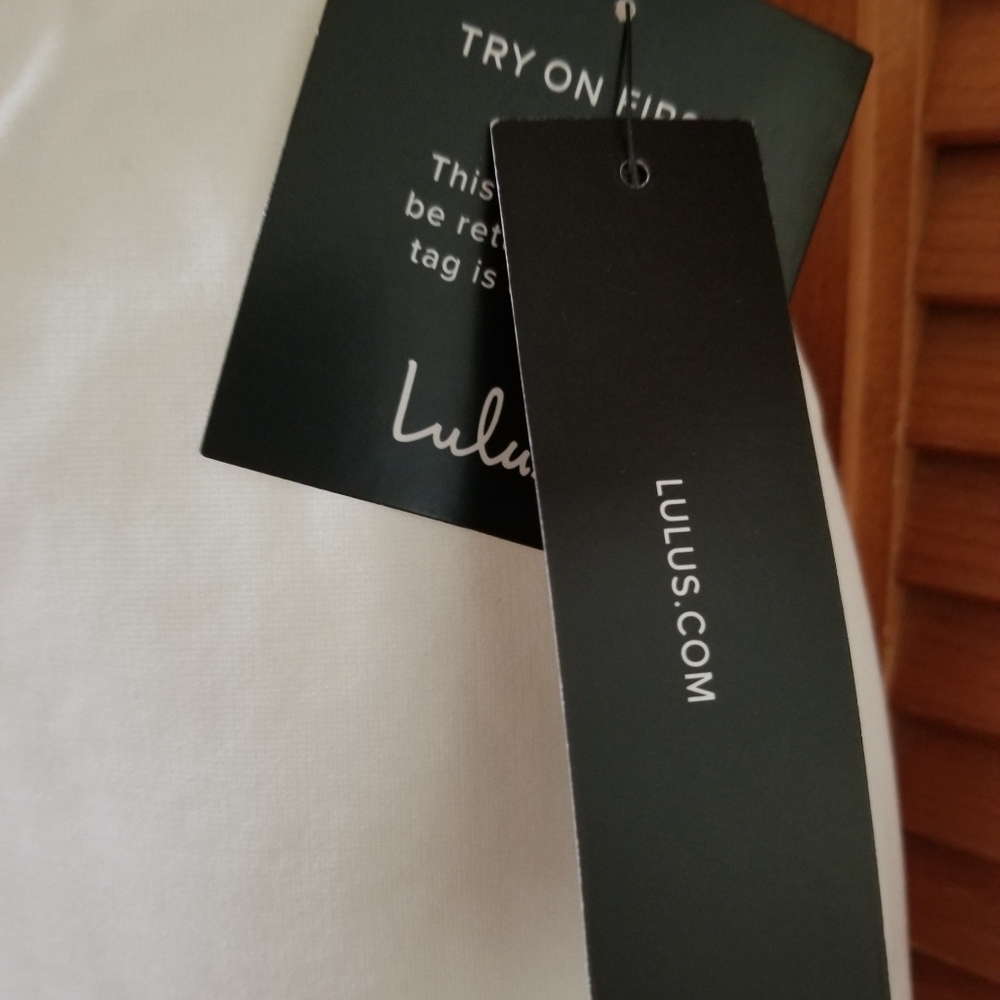 TRY ON
This
be
tag is
LULUS.COM